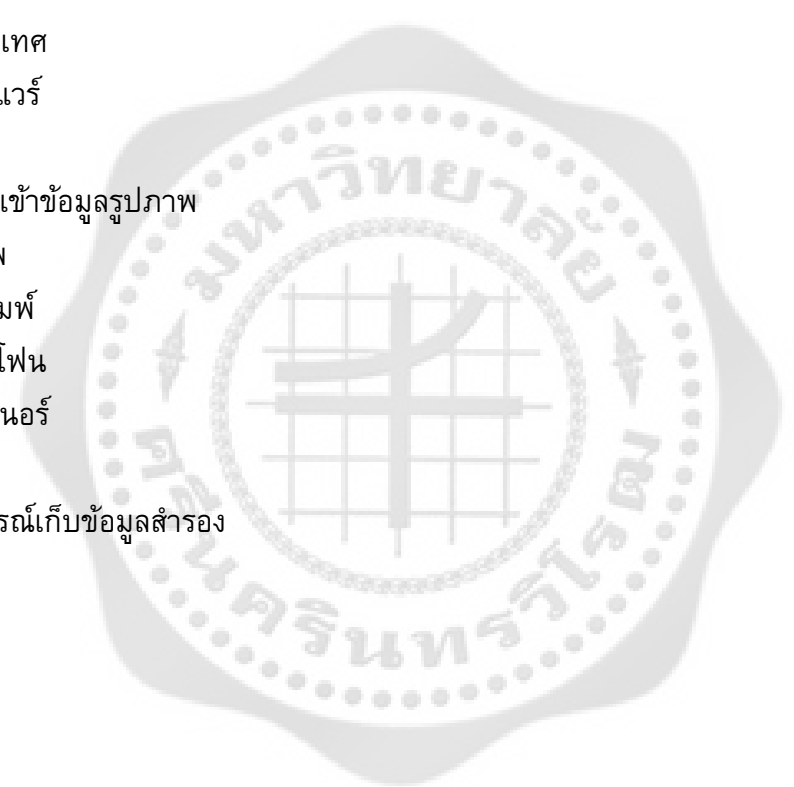 เทศ
แวร์
เข้าข้อมูลรูปภาพ
พ
มพ์
โฟน
นอร์
รณ์เก็บข้อมูลสำรอง
มหาวิทยาลัย
ศรีนครินทรวิโรฒ